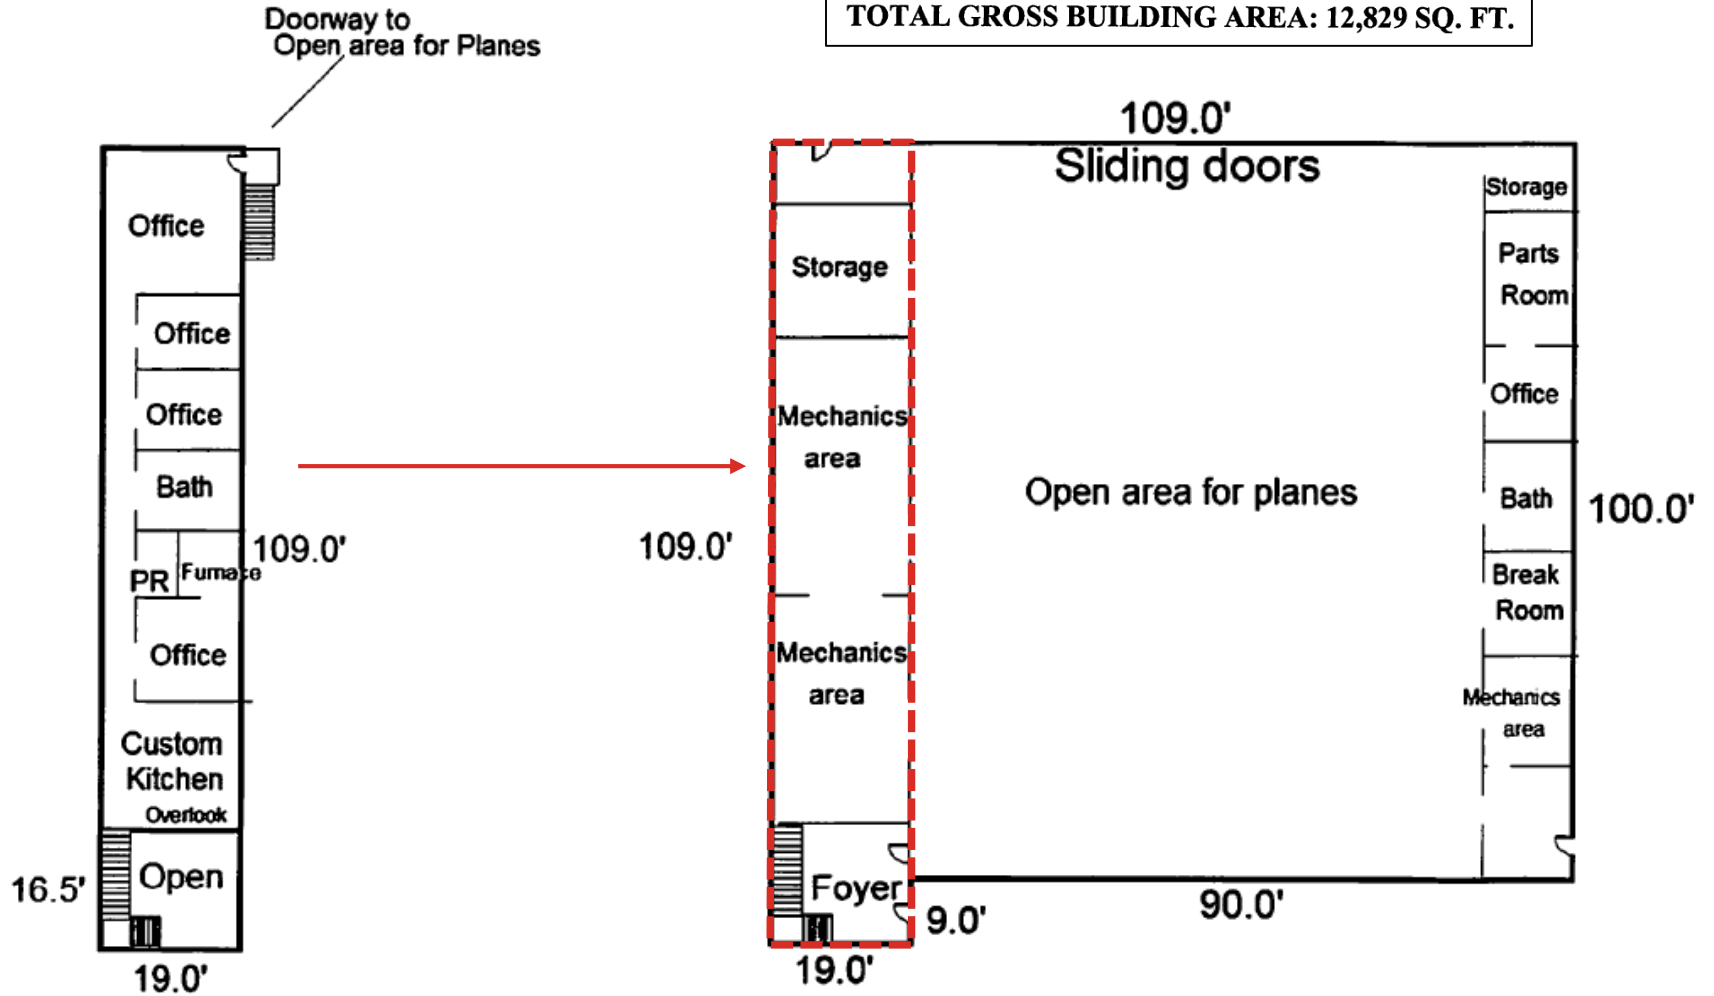 Doorway to
Open area for Planes
TOTAL GROSS BUILDING AREA: 12,829 SQ. FT.
Office
Office
Office
Bath
109.0'
PR
Furnace
Office
Custom
Kitchen
Overlook
16.5'
Open
19.0'
109.0'
Sliding doors
Storage
Mechanics
area
109.0'
Mechanics
area
Foyer
9.0'
19.0'
Open area for planes
90.0'
Storage
Parts
Room
Office
Bath
100.0'
Break
Room
Mechanics
area